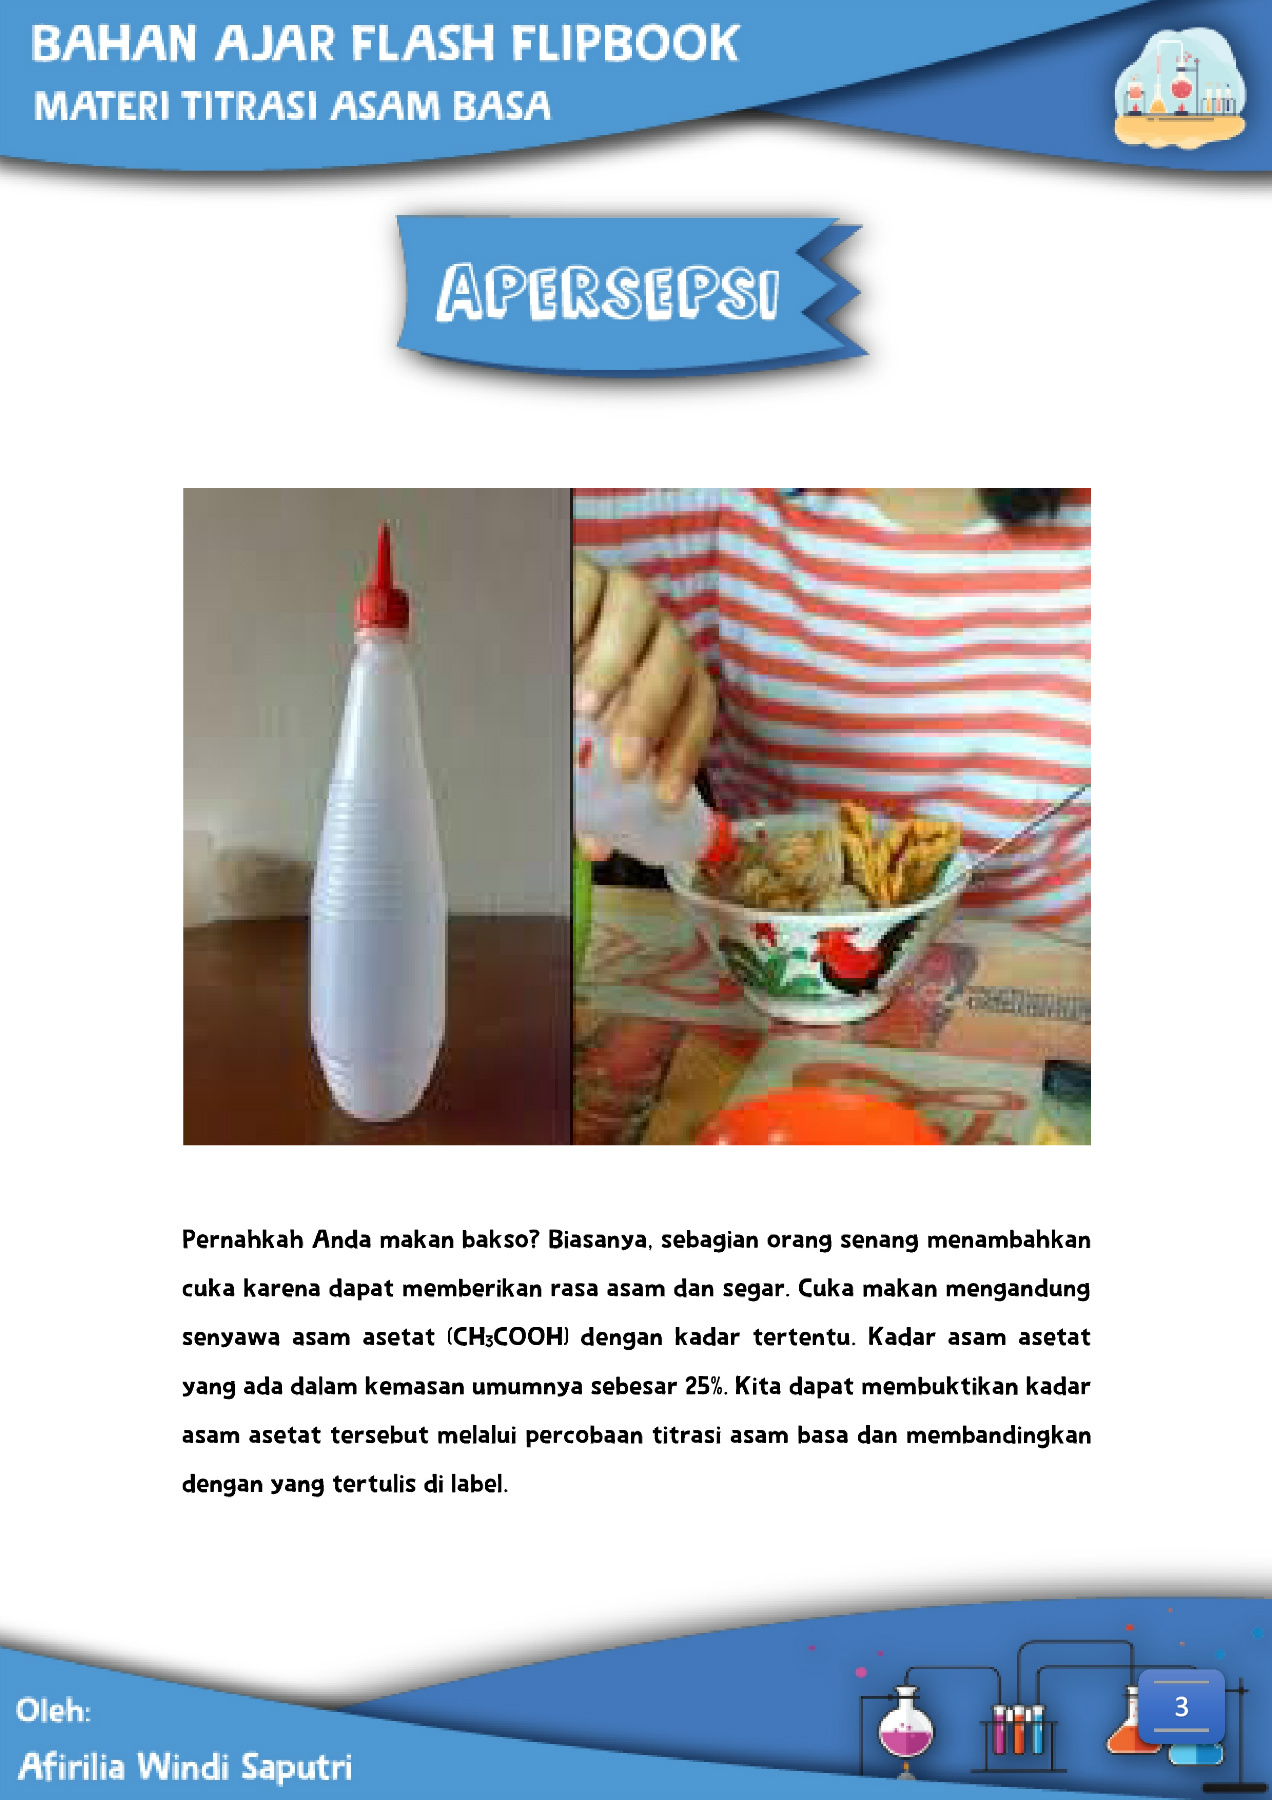 BAHAN AJAR FLASH FLIPBOOK
MATERI TITRASI ASAM BASA
APERSEPSI
Pernahkah Anda makan bakso? Biasanya, sebagian orang senang menambahkan
cuka karena dapat memberikan rasa asam dan segar. Cuka makan mengandung
senyawa asam asetat (CH₃COOH) dengan kadar tertentu. Kadar asam asetat
yang ada dalam kemasan umumnya sebesar 25%. Kita dapat membuktikan kadar
asam asetat tersebut melalui percobaan titrasi asam basa dan membandingkan
dengan yang tertulis di label.
Oleh:
Afirilia Windi Saputri
3